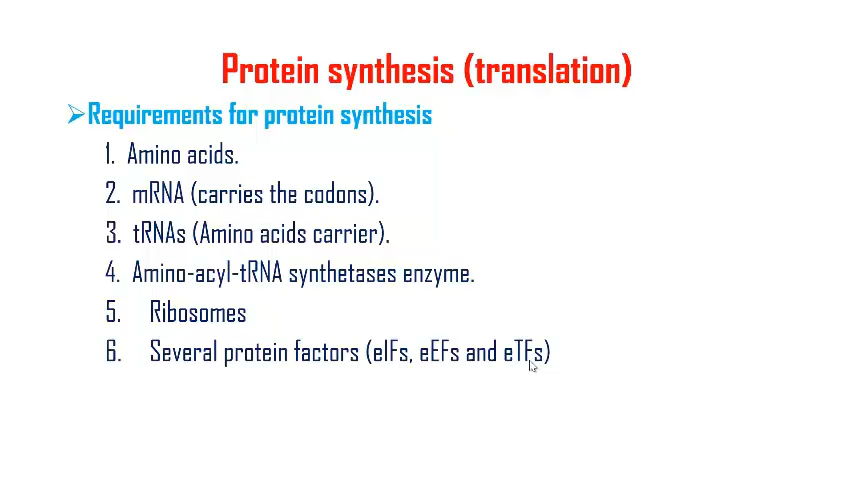 Protein synthesis (translation)
Requirements for protein synthesis
1. Amino acids.
2. mRNA (carries the codons).
3. tRNAs (Amino acids carrier).
4. Amino-acyl-tRNA synthetases enzyme.
5. Ribosomes
6. Several protein factors (eIFs, eEFs and eTFs)